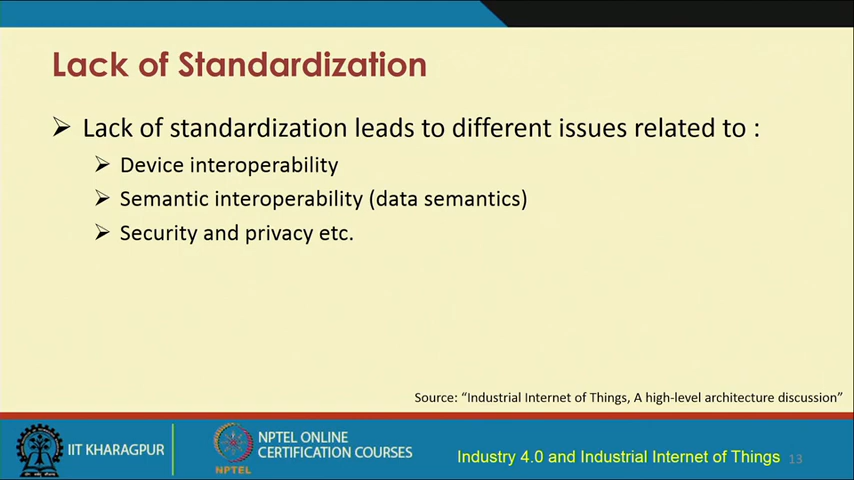 Lack of Standardization
➢ Lack of standardization leads to different issues related to :
➢ Device interoperability
➢ Semantic interoperability (data semantics)
➢ Security and privacy etc.
Source: “Industrial Internet of Things, A high-level architecture discussion”
IIT KHARAGPUR
NPTEL
NPTEL ONLINE
CERTIFICATION COURSES
Industry 4.0 and Industrial Internet of Things 13